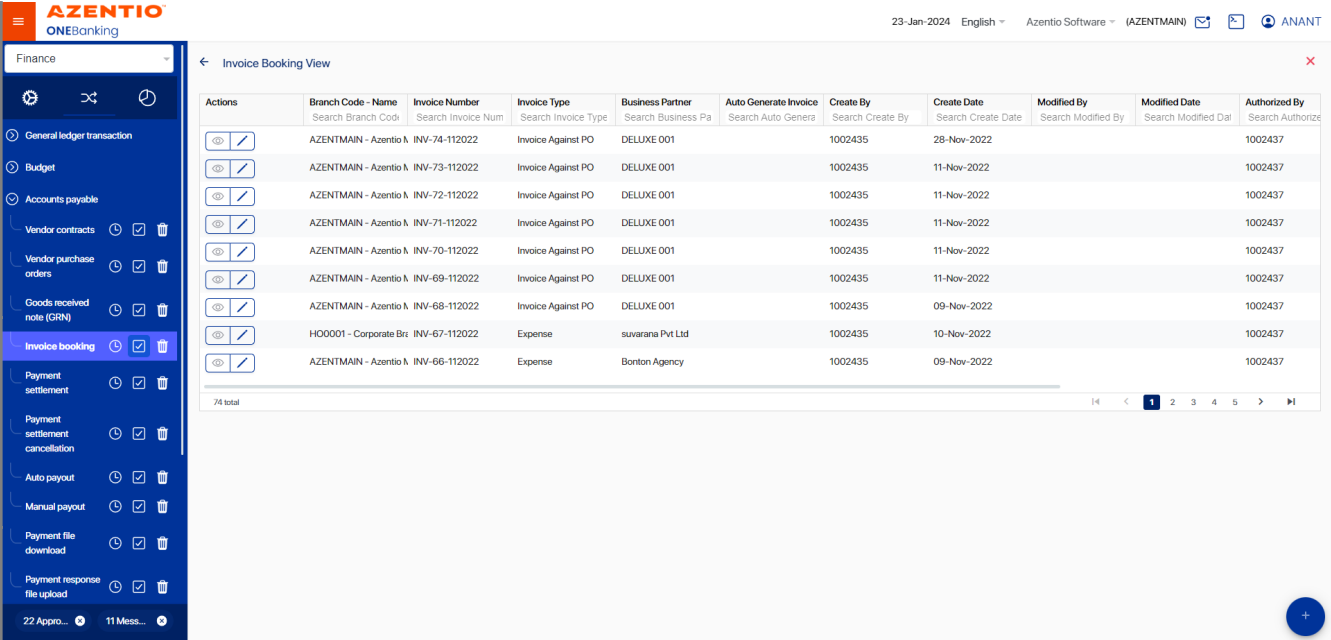 AZENTIO
ONEBanking
23-Jan-2024 English Azentio Software (AZENTMAIN) ANANT
Finance
General ledger transaction
Budget
Accounts payable
Vendor contracts
Vendor purchase
orders
Goods received
note (GRN)
Invoice booking
Payment
settlement
Payment
settlement
cancellation
Auto payout
Manual payout
Payment file
download
Payment response
file upload
22 Appro... 11 Mess...
Invoice Booking View
Actions Branch Code - Name Invoice Number Invoice Type Business Partner Auto Generate Invoice Create By Create Date Modified By Modified Date Authorized By
Search Branch Code Search Invoice Num Search Invoice Type Search Business Pa Search Auto Genera Search Create By Search Create Date Search Modified By Search Modified Dat Search Authorize
AZENTMAIN - Azentio M INV-74-112022 Invoice Against PO DELUXE 001 1002435 28-Nov-2022 1002437
AZENTMAIN - Azentio M INV-73-112022 Invoice Against PO DELUXE 001 1002435 11-Nov-2022 1002437
AZENTMAIN - Azentio M INV-72-112022 Invoice Against PO DELUXE 001 1002435 11-Nov-2022 1002437
AZENTMAIN - Azentio M INV-71-112022 Invoice Against PO DELUXE 001 1002435 11-Nov-2022 1002437
AZENTMAIN - Azentio M INV-70-112022 Invoice Against PO DELUXE 001 1002435 11-Nov-2022 1002437
AZENTMAIN - Azentio M INV-69-112022 Invoice Against PO DELUXE 001 1002435 11-Nov-2022 1002437
AZENTMAIN - Azentio M INV-68-112022 Invoice Against PO DELUXE 001 1002435 09-Nov-2022 1002437
HO0001 - Corporate Bra INV-67-112022 Expense suvarana Pvt Ltd 1002435 10-Nov-2022 1002437
AZENTMAIN - Azentio M INV-66-112022 Expense Bonton Agency 1002435 09-Nov-2022 1002437
74 total 1 2 3 4 5